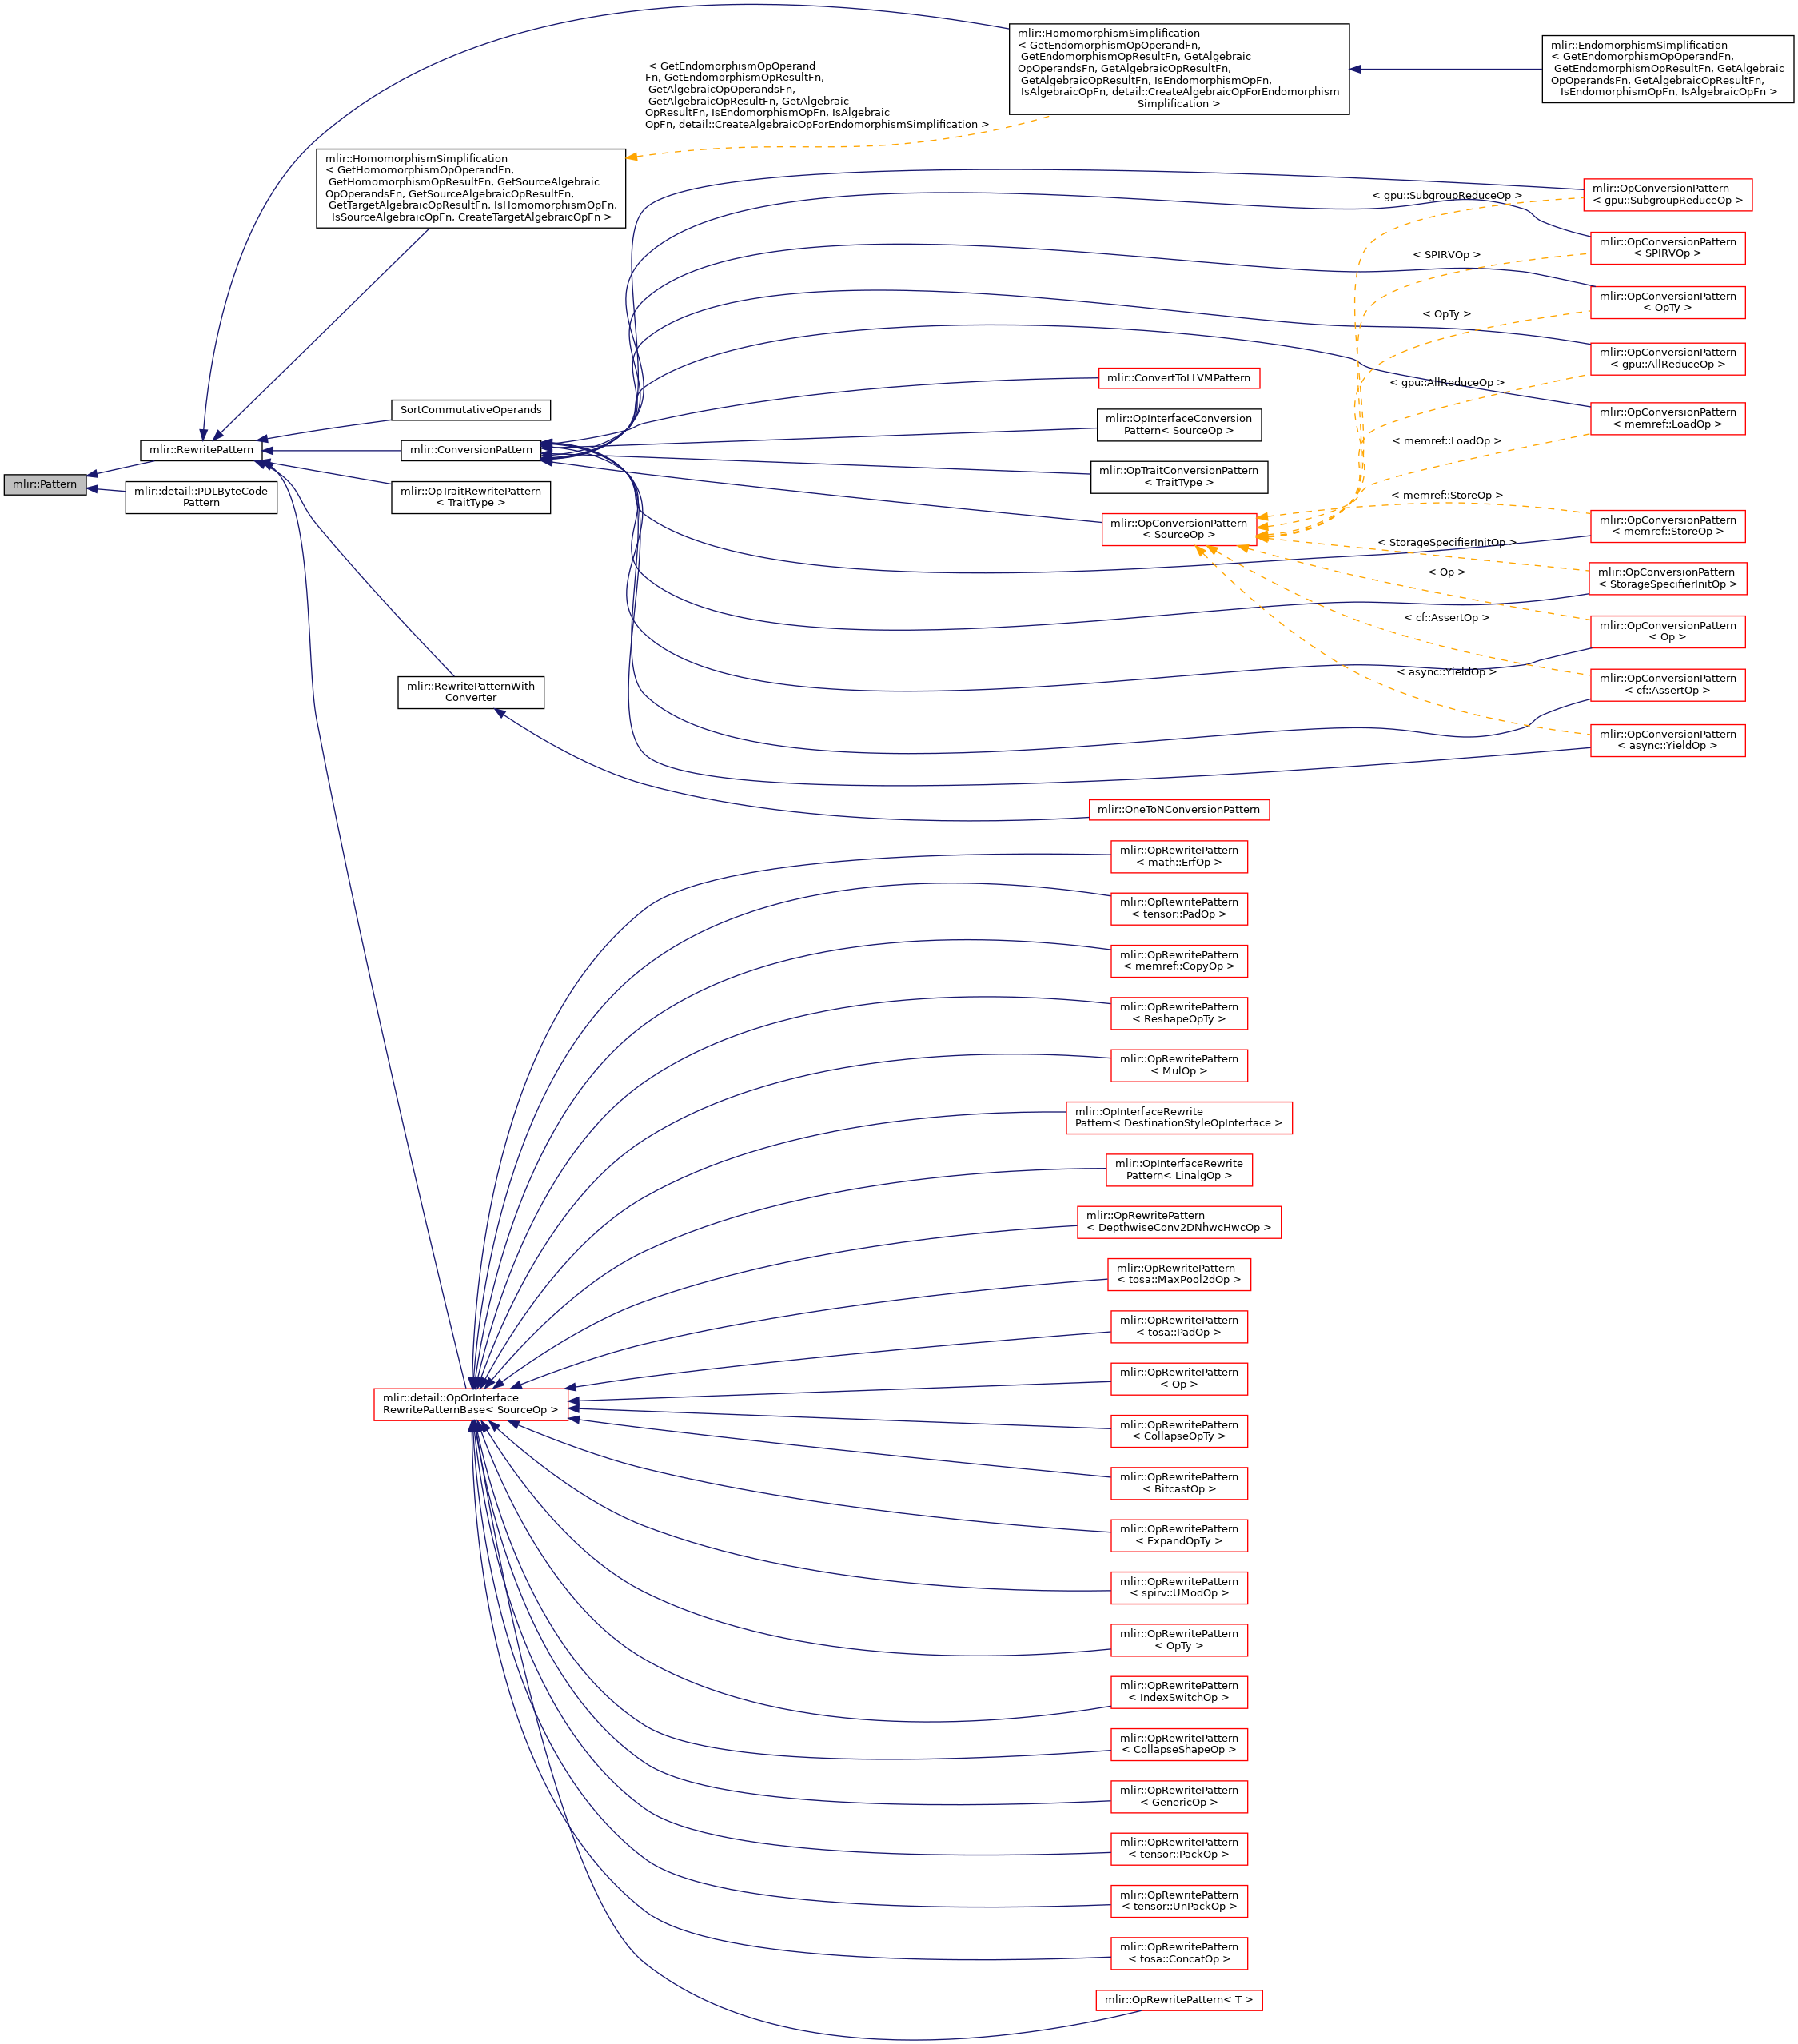 mlir::Pattern
mlir::RewritePattern
mlir::detail::PDLByteCode
Pattern
mlir::HomomorphismSimplification
< GetHomomorphismOpOperandFn,
GetHomomorphismOpResultFn, GetSourceAlgebraic
OpOperandsFn, GetSourceAlgebraicOpResultFn,
GetTargetAlgebraicOpResultFn, IsHomomorphismOpFn,
IsSourceAlgebraicOpFn, CreateTargetAlgebraicOpFn >
SortCommutativeOperands
mlir::ConversionPattern
mlir::OpTraitRewritePattern
< TraitType >
mlir::RewritePatternWith
Converter
mlir::detail::OpOrInterface
RewritePatternBase< SourceOp >
< GetEndomorphismOpOperand
Fn, GetEndomorphismOpResultFn,
GetAlgebraicOpOperandsFn,
GetAlgebraicOpResultFn, GetAlgebraic
OpResultFn, IsEndomorphismOpFn, IsAlgebraic
OpFn, detail::CreateAlgebraicOpForEndomorphismSimplification >
mlir::HomomorphismSimplification
< GetEndomorphismOpOperandFn,
GetEndomorphismOpResultFn, GetAlgebraic
OpOperandsFn, GetAlgebraicOpResultFn,
GetAlgebraicOpResultFn, IsEndomorphismOpFn,
IsAlgebraicOpFn, detail::CreateAlgebraicOpForEndomorphism
Simplification >
mlir::EndomorphismSimplification
< GetEndomorphismOpOperandFn,
GetEndomorphismOpResultFn, GetAlgebraic
OpOperandsFn, GetAlgebraicOpResultFn,
IsEndomorphismOpFn, IsAlgebraicOpFn >
mlir::ConvertToLLVMPattern
mlir::OpInterfaceConversion
Pattern< SourceOp >
mlir::OpTraitConversionPattern
< TraitType >
mlir::OpConversionPattern
< SourceOp >
< gpu::SubgroupReduceOp >
< SPIRVOp >
< OpTy >
< gpu::AllReduceOp >
< memref::LoadOp >
< memref::StoreOp >
< StorageSpecifierInitOp >
< Op >
< cf::AssertOp >
< async::YieldOp >
mlir::OpConversionPattern
< gpu::SubgroupReduceOp >
mlir::OpConversionPattern
< SPIRVOp >
mlir::OpConversionPattern
< OpTy >
mlir::OpConversionPattern
< gpu::AllReduceOp >
mlir::OpConversionPattern
< memref::LoadOp >
mlir::OpConversionPattern
< memref::StoreOp >
mlir::OpConversionPattern
< StorageSpecifierInitOp >
mlir::OpConversionPattern
< Op >
mlir::OpConversionPattern
< cf::AssertOp >
mlir::OpConversionPattern
< async::YieldOp >
mlir::OneToNConversionPattern
mlir::OpRewritePattern
< math::ErfOp >
mlir::OpRewritePattern
< tensor::PadOp >
mlir::OpRewritePattern
< memref::CopyOp >
mlir::OpRewritePattern
< ReshapeOpTy >
mlir::OpRewritePattern
< MulOp >
mlir::OpInterfaceRewrite
Pattern< DestinationStyleOpInterface >
mlir::OpInterfaceRewrite
Pattern< LinalgOp >
mlir::OpRewritePattern
< DepthwiseConv2DNhwcHwcOp >
mlir::OpRewritePattern
< tosa::MaxPool2dOp >
mlir::OpRewritePattern
< tosa::PadOp >
mlir::OpRewritePattern
< Op >
mlir::OpRewritePattern
< CollapseOpTy >
mlir::OpRewritePattern
< BitcastOp >
mlir::OpRewritePattern
< ExpandOpTy >
mlir::OpRewritePattern
< spirv::UModOp >
mlir::OpRewritePattern
< OpTy >
mlir::OpRewritePattern
< IndexSwitchOp >
mlir::OpRewritePattern
< CollapseShapeOp >
mlir::OpRewritePattern
< GenericOp >
mlir::OpRewritePattern
< tensor::PackOp >
mlir::OpRewritePattern
< tensor::UnPackOp >
mlir::OpRewritePattern
< tosa::ConcatOp >
mlir::OpRewritePattern< T >